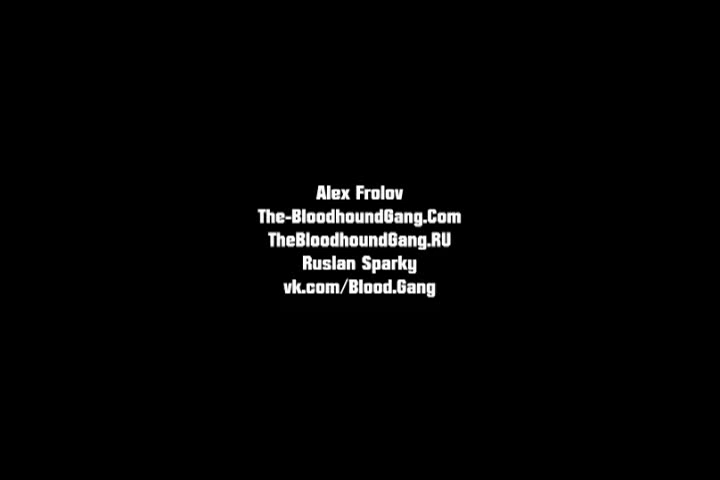 Alex Frolov
The-BloodhoundGang.Com
TheBloodhoundGang.RU
Ruslan Sparky
vk.com/Blood.Gang